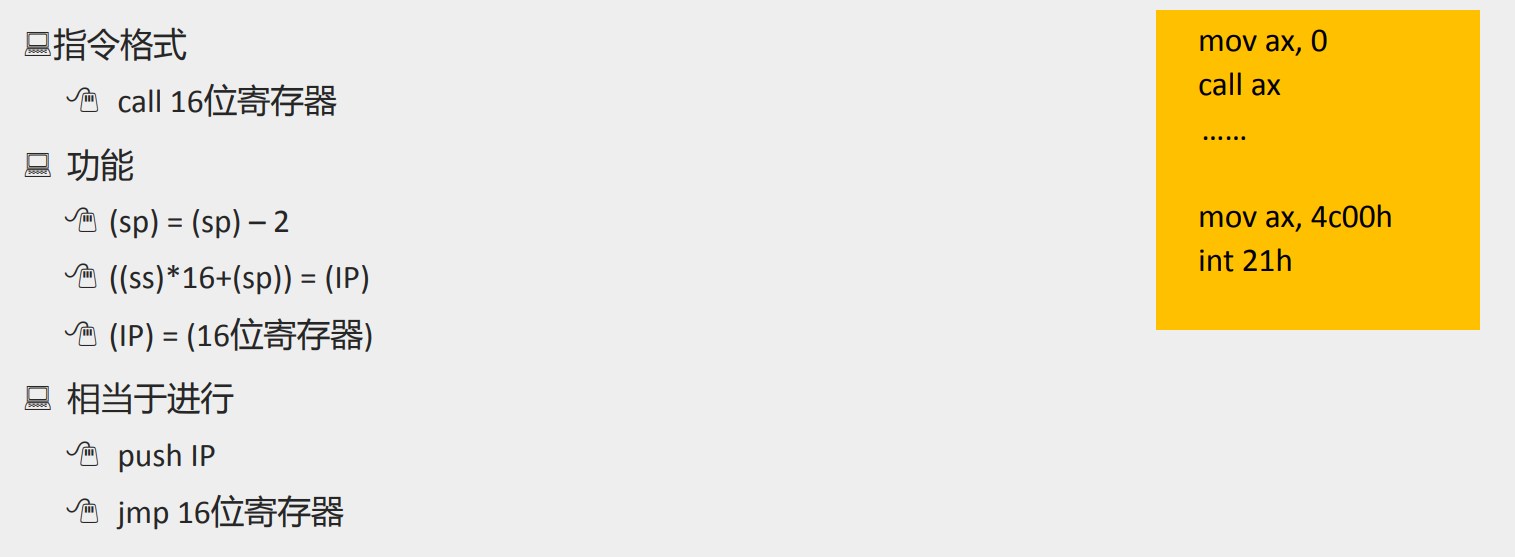 指令格式
call 16位寄存器
功能
(sp) = (sp) – 2
((ss)*16+(sp)) = (IP)
(IP) = (16位寄存器)
相当于进行
push IP
jmp 16位寄存器
mov ax, 0
call ax
……
mov ax, 4c00h
int 21h